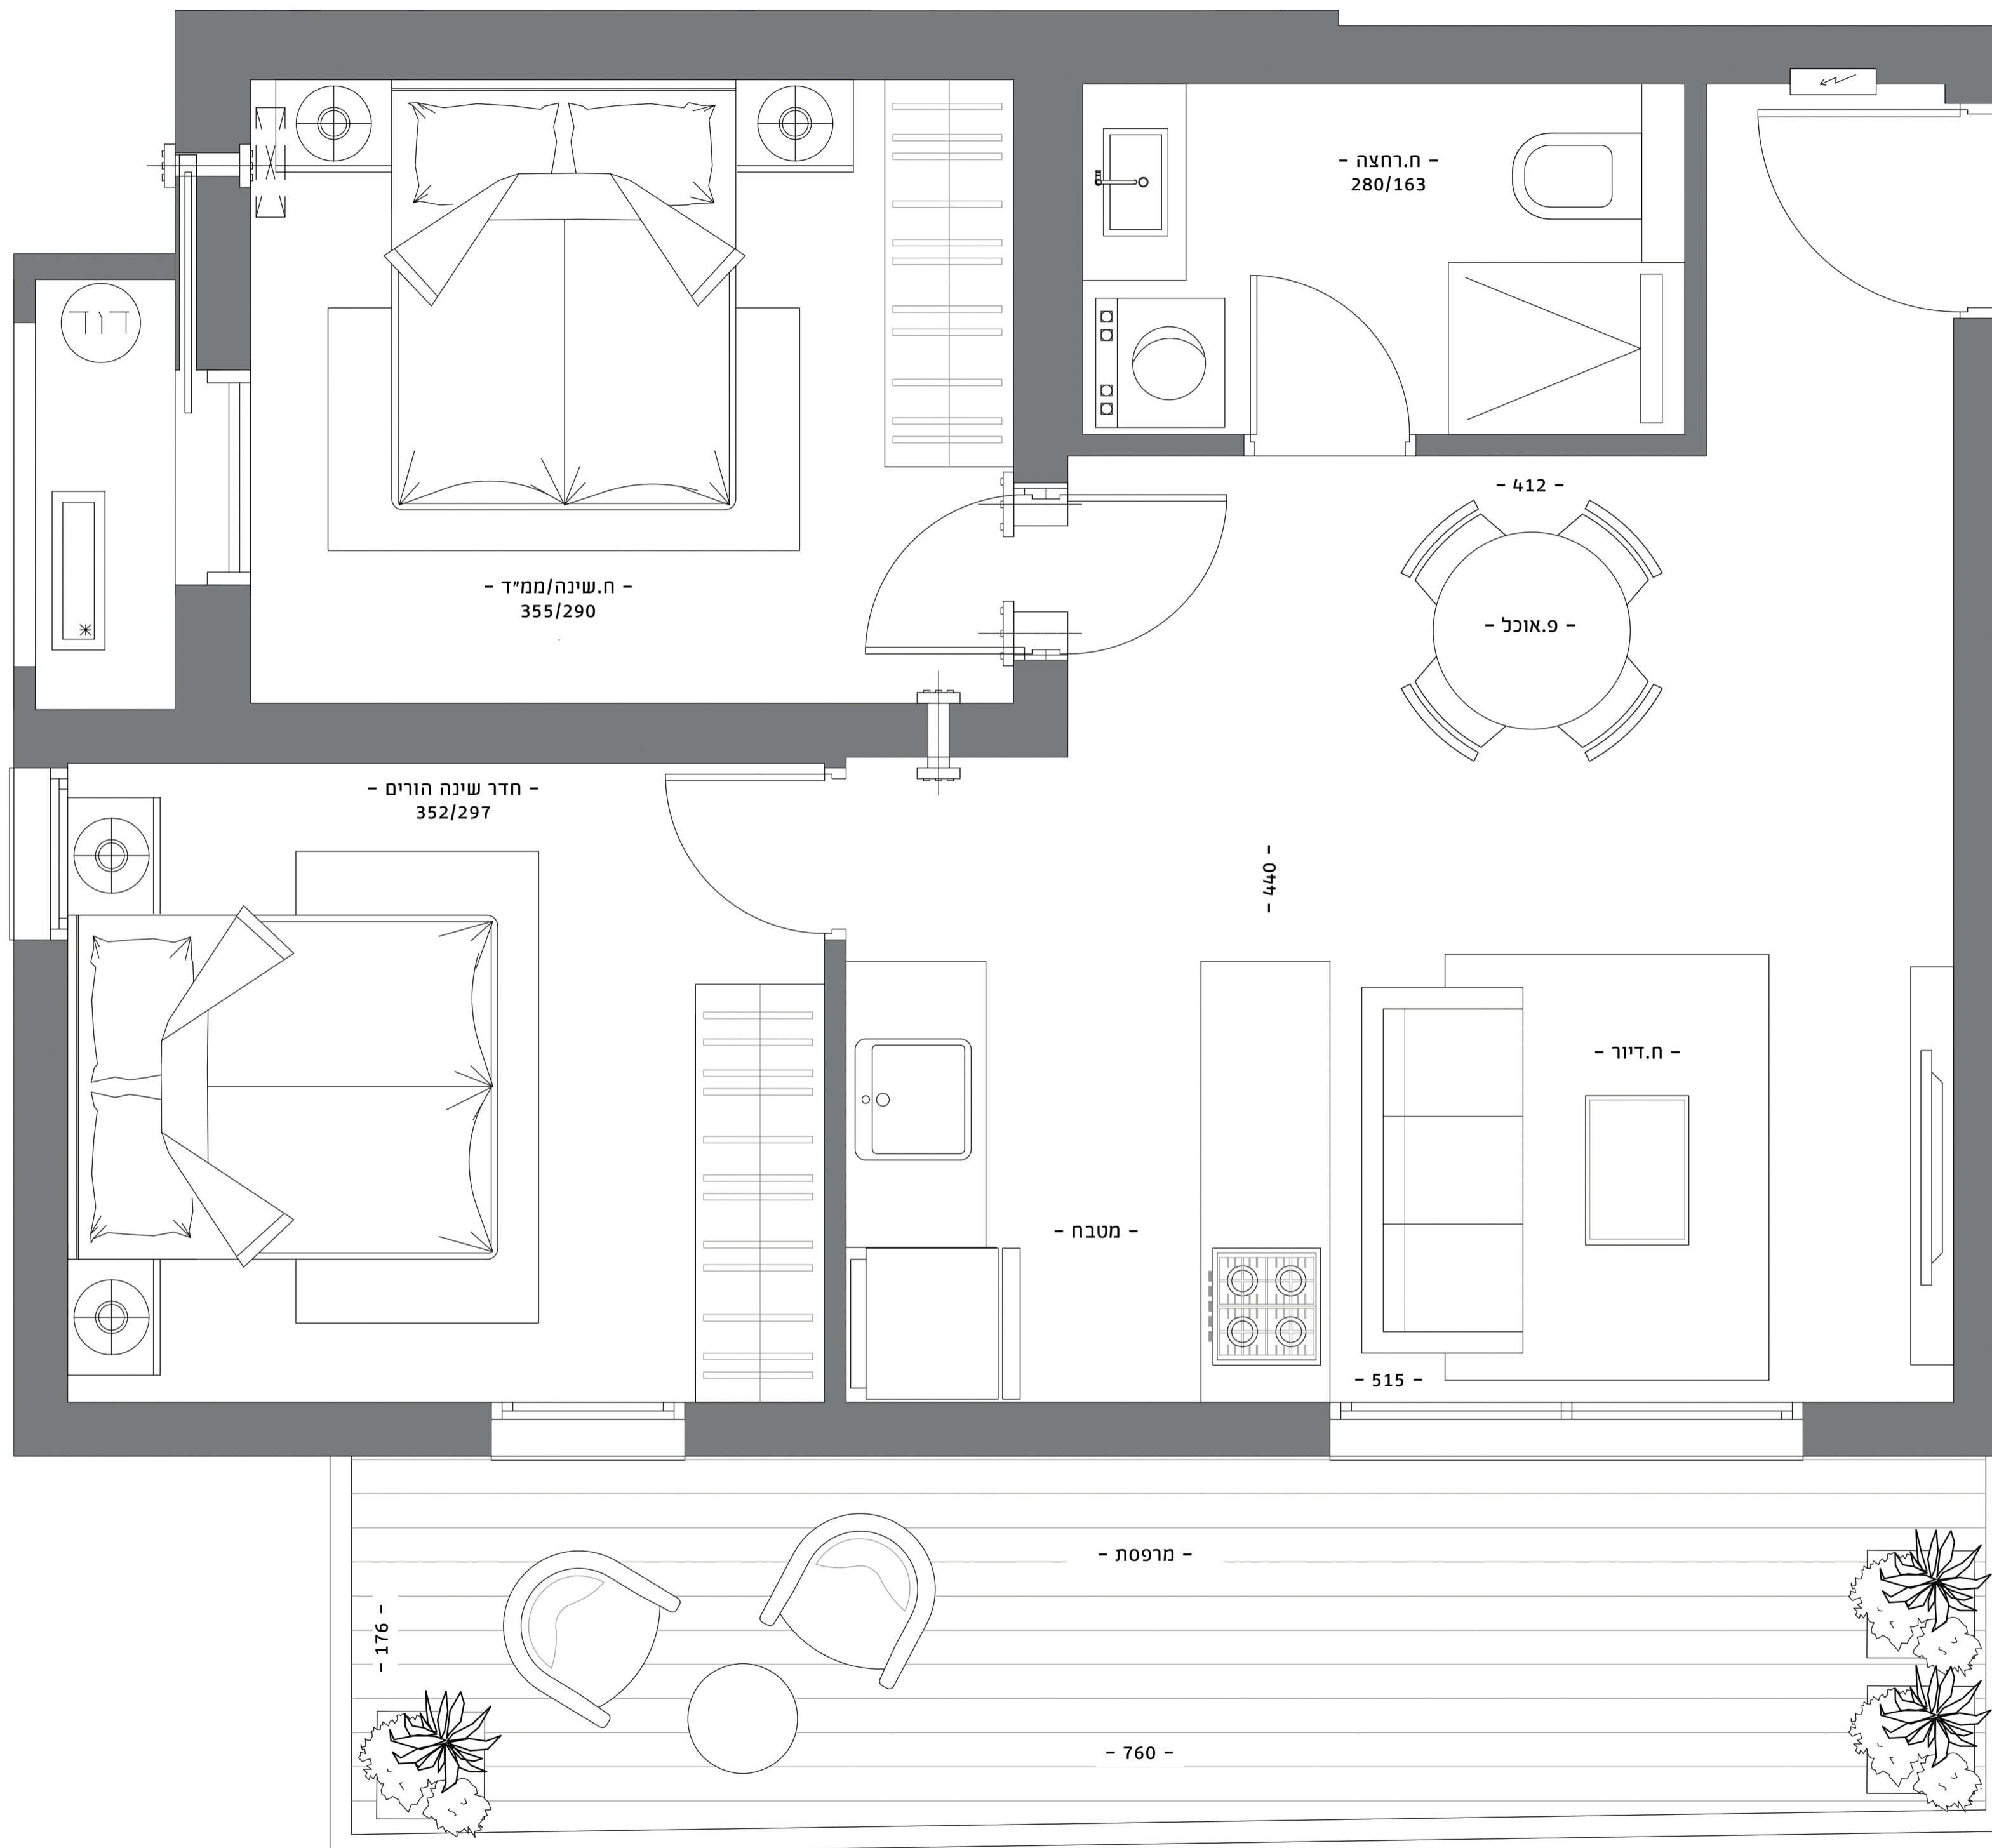 - ח.רחצה -
280/163
דוד
- 412 -
- ח.שינה/ממ״ד -
355/290
- פ.אוכל -
- חדר שינה הורים -
352/297
- 440 -
- ח.דיור -
- מטבח -
- 515 -
- מרפסת -
- 176 -
- 760 -